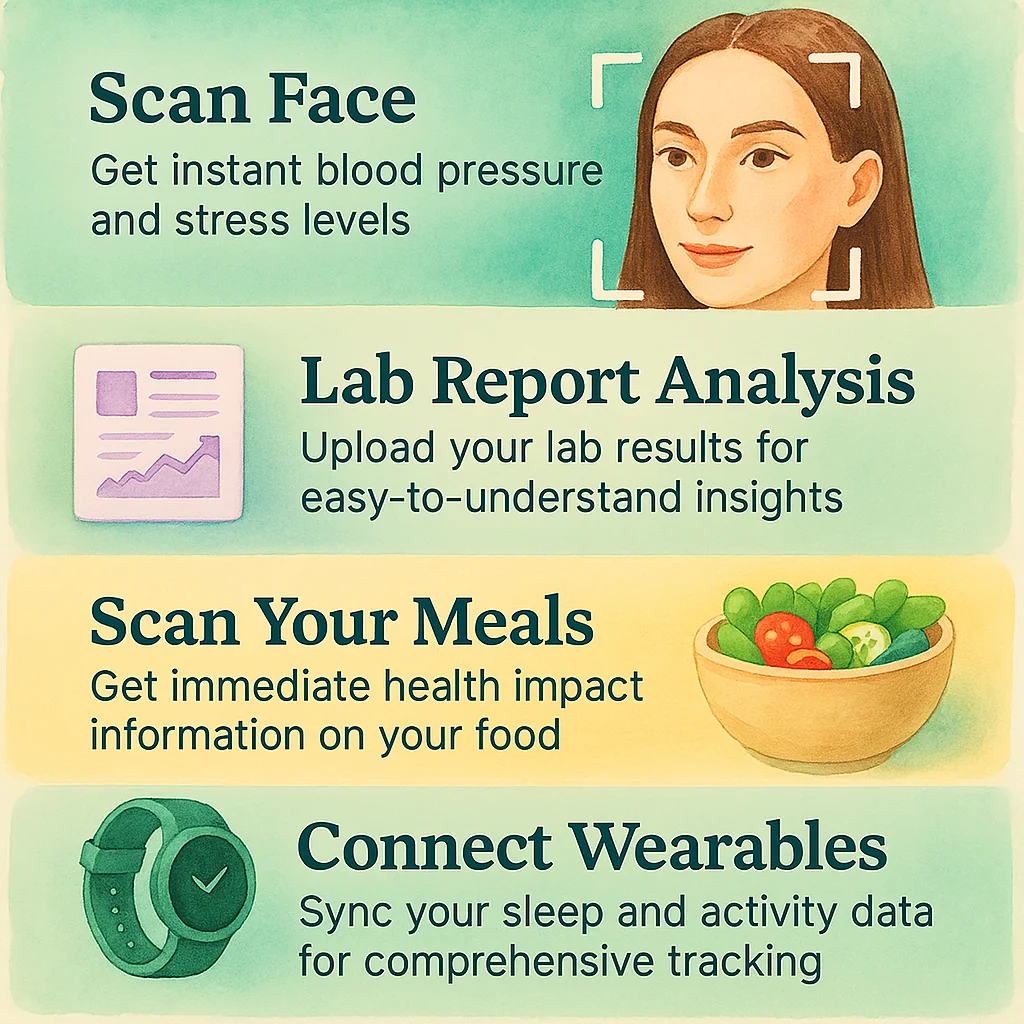 Scan Face
Get instant blood pressure
and stress levels
Lab Report Analysis
Upload your lab results for
easy-to-understand insights
Scan Your Meals
Get immediate health impact
information on your food
Connect Wearables
Sync your sleep and activity data
for comprehensive tracking